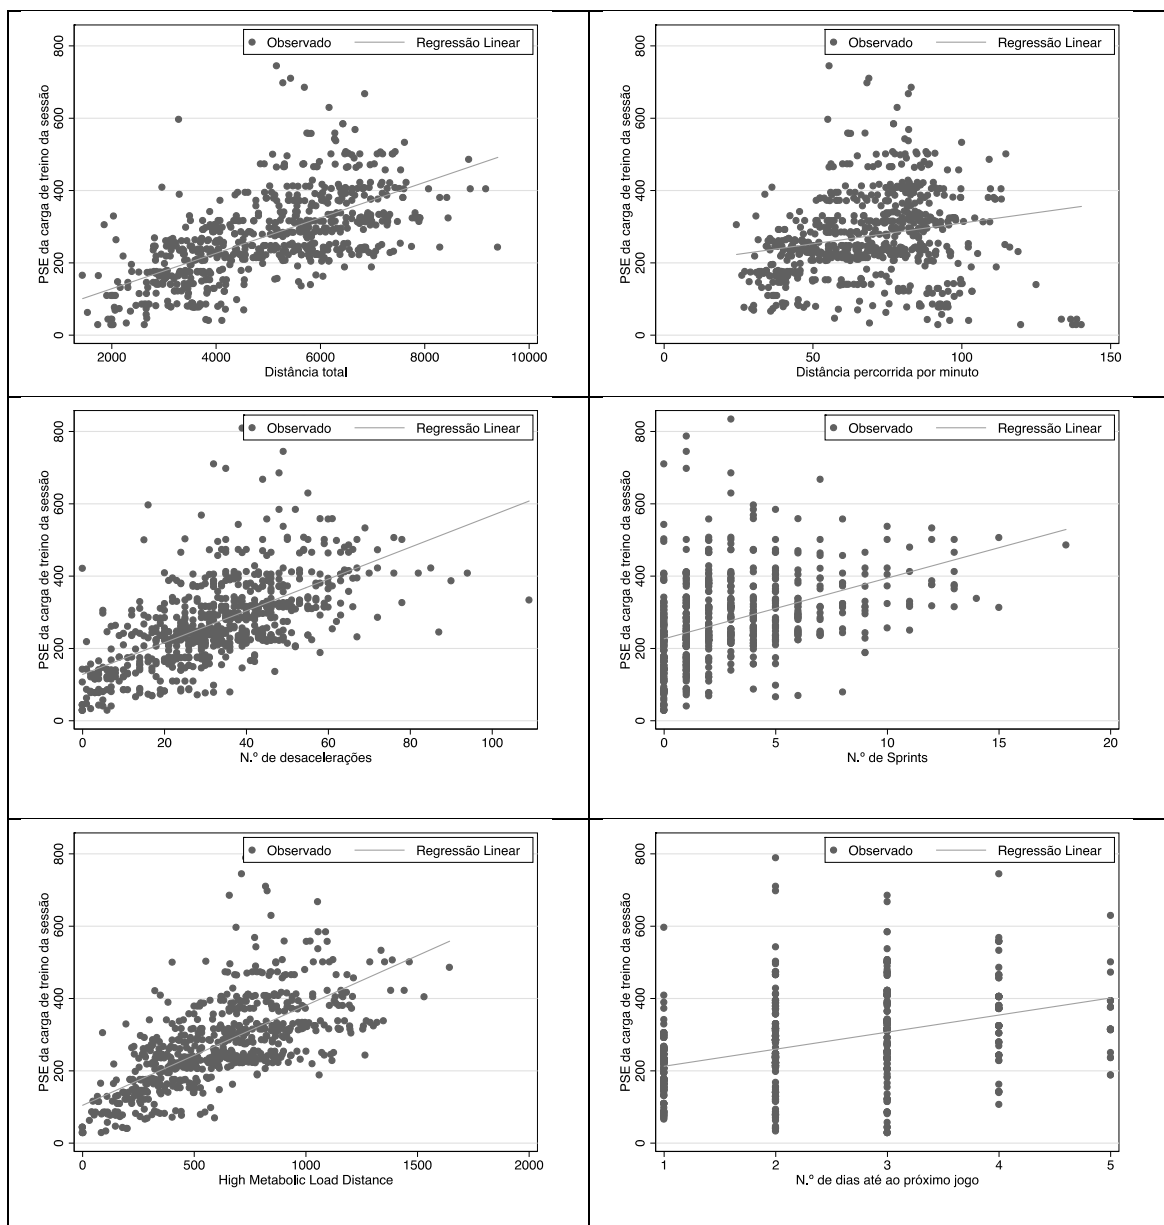 Observado Regressão Linear
PSE da carga de treino da sessão
0 200 400 600 800
2000 4000 6000 8000 10000
Distância total
Observado Regressão Linear
PSE da carga de treino da sessão
0 200 400 600 800
0 50 100 150
Distância percorrida por minuto
Observado Regressão Linear
PSE da carga de treino da sessão
0 200 400 600 800
0 20 40 60 80 100
N.º de desacelerações
Observado Regressão Linear
PSE da carga de treino da sessão
0 200 400 600 800
0 5 10 15 20
N.º de Sprints
Observado Regressão Linear
PSE da carga de treino da sessão
0 200 400 600 800
0 500 1000 1500 2000
High Metabolic Load Distance
Observado Regressão Linear
PSE da carga de treino da sessão
0 200 400 600 800
1 2 3 4 5
N.º de dias até ao próximo jogo